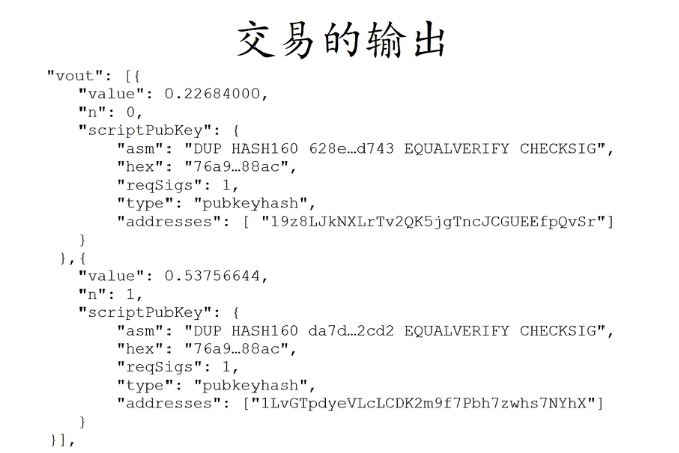 交易的输出
"vout": [{
"value": 0.22684000,
"n": 0,
"scriptPubKey": {
"asm": "DUP HASH160 628e…d743 EQUALVERIFY CHECKSIG",
"hex": "76a9…88ac",
"reqSigs": 1,
"type": "pubkeyhash",
"addresses": [ "19z8LJkNXLrTv2QK5jgTncJCGUEEfpQvSr"]
}
},{
"value": 0.53756644,
"n": 1,
"scriptPubKey": {
"asm": "DUP HASH160 da7d…2cd2 EQUALVERIFY CHECKSIG",
"hex": "76a9…88ac",
"reqSigs": 1,
"type": "pubkeyhash",
"addresses": ["1LvGTpdyeVLcLCDK2m9f7Pbh7zwhs7NYhX"]
}
}],